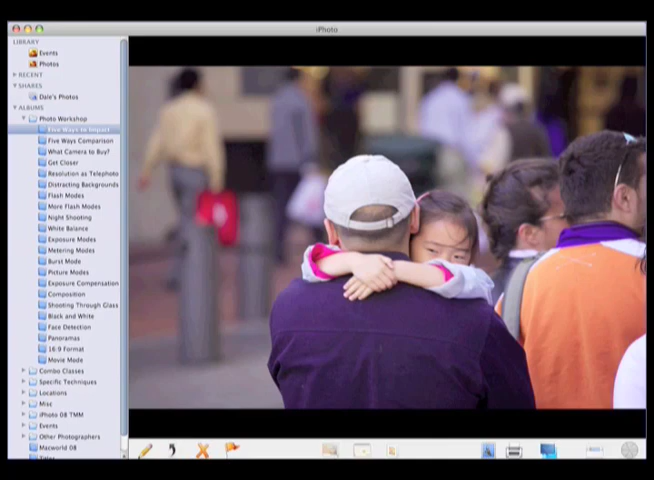 iPhoto
LIBRARY
Events
Photos
RECENT
SHARES
Dale's Photos
ALBUMS
Photo Workshop
Five Ways to Impact
Five Ways Comparison
What Camera to Buy?
Get Closer
Resolution as Telephoto
Distracting Backgrounds
Flash Modes
More Flash Modes
Night Shooting
White Balance
Exposure Modes
Metering Modes
Burst Mode
Picture Modes
Exposure Compensation
Composition
Shooting Through Glass
Black and White
Face Detection
Panoramas
16:9 Format
Movie Mode
Combo Classes
Specific Techniques
Locations
Misc
iPhoto 08 TMM
Events
Other Photographers
Macworld 08